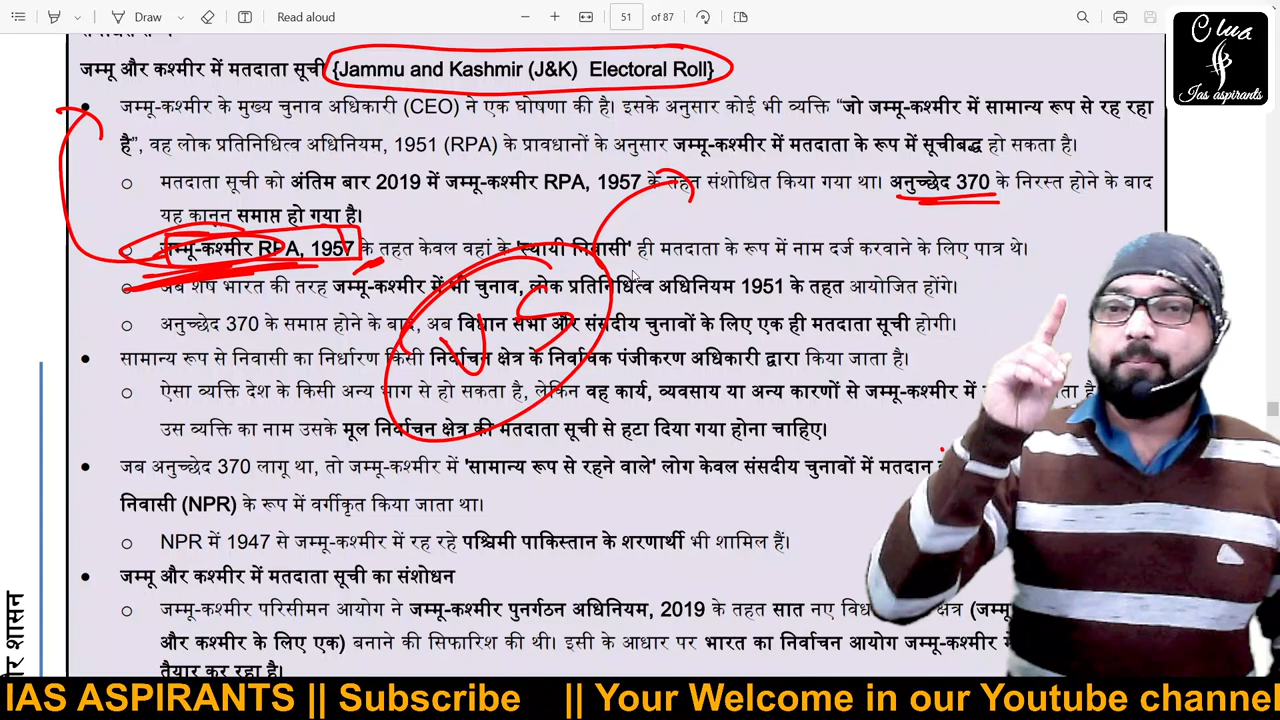 Draw
Read aloud
51
of 87
Clue
Ias aspirants
जम्मू और कश्मीर में मतदाता सूची {Jammu and Kashmir (J&K) Electoral Roll}
• जम्मू-कश्मीर के मुख्य चुनाव अधिकारी (CEO) ने एक घोषणा की है। इसके अनुसार कोई भी व्यक्ति “जो जम्मू-कश्मीर में सामान्य रूप से रह रहा
है”, वह लोक प्रतिनिधित्व अधिनियम, 1951 (RPA) के प्रावधानों के अनुसार जम्मू-कश्मीर में मतदाता के रूप में सूचीबद्ध हो सकता है।
o मतदाता सूची को अंतिम बार 2019 में जम्मू-कश्मीर RPA, 1957 के तहत संशोधित किया गया था। अनुच्छेद 370 के निरस्त होने के बाद
यह कानून समाप्त हो गया है।
o जम्मू-कश्मीर RPA, 1957 के तहत केवल वहां के 'स्थायी निवासी' ही मतदाता के रूप में नाम दर्ज करवाने के लिए पात्र थे।
o अब शेष भारत की तरह जम्मू-कश्मीर में भी चुनाव, लोक प्रतिनिधित्व अधिनियम 1951 के तहत आयोजित होंगे।
o अनुच्छेद 370 के समाप्त होने के बाद, अब विधान सभा और संसदीय चुनावों के लिए एक ही मतदाता सूची होगी।
VS
• सामान्य रूप से निवासी का निर्धारण किसी निर्वाचन क्षेत्र के निर्वाचक पंजीकरण अधिकारी द्वारा किया जाता है।
o ऐसा व्यक्ति देश के किसी अन्य भाग से हो सकता है, लेकिन वह कार्य, व्यवसाय या अन्य कारणों से जम्मू-कश्मीर में
उस व्यक्ति का नाम उसके मूल निर्वाचन क्षेत्र की मतदाता सूची से हटा दिया गया होना चाहिए।
• जब अनुच्छेद 370 लागू था, तो जम्मू-कश्मीर में 'सामान्य रूप से रहने वाले' लोग केवल संसदीय चुनावों में मतदान
निवासी (NPR) के रूप में वर्गीकृत किया जाता था।
o NPR में 1947 से जम्मू-कश्मीर में रह रहे पश्चिमी पाकिस्तान के शरणार्थी भी शामिल हैं।
• जम्मू और कश्मीर में मतदाता सूची का संशोधन
o जम्मू-कश्मीर परिसीमन आयोग ने जम्मू-कश्मीर पुनर्गठन अधिनियम, 2019 के तहत सात नए क्षेत्र
और कश्मीर के लिए एक) बनाने की सिफारिश की थी। इसी के आधार पर भारत का निर्वाचन आयोग जम्मू-कश्मीर में
तैयार कर रहा है।
शासन
IAS ASPIRANTS || Subscribe || Your Welcome in our Youtube channel